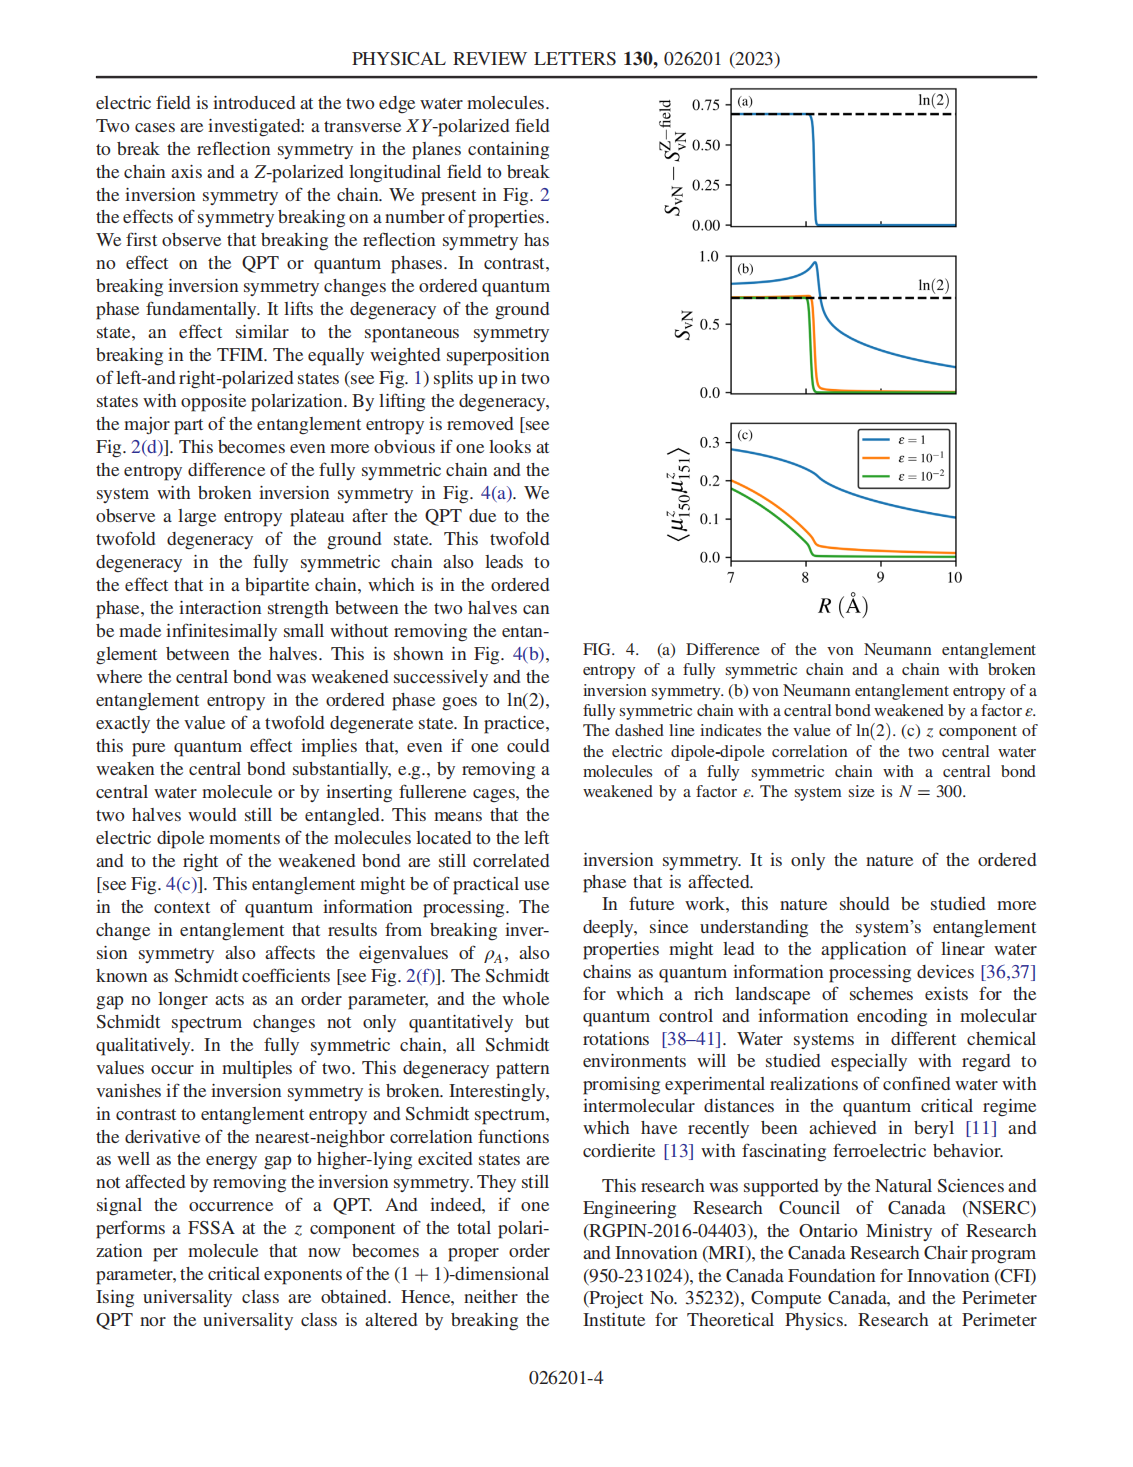 PHYSICAL REVIEW LETTERS 130, 026201 (2023)
electric field is introduced at the two edge water molecules.
Two cases are investigated: a transverse XY-polarized field
to break the reflection symmetry in the planes containing
the chain axis and a Z-polarized longitudinal field to break
the inversion symmetry of the chain. We present in Fig. 2
the effects of symmetry breaking on a number of properties.
We first observe that breaking the reflection symmetry has
no effect on the QPT or quantum phases. In contrast,
breaking inversion symmetry changes the ordered quantum
phase fundamentally. It lifts the degeneracy of the ground
state, an effect similar to the spontaneous symmetry
breaking in the TFIM. The equally weighted superposition
of left-and right-polarized states (see Fig. 1) splits up in two
states with opposite polarization. By lifting the degeneracy,
the major part of the entanglement entropy is removed [see
Fig. 2(d)]. This becomes even more obvious if one looks at
the entropy difference of the fully symmetric chain and the
system with broken inversion symmetry in Fig. 4(a). We
observe a large entropy plateau after the QPT due to the
twofold degeneracy of the ground state. This twofold
degeneracy in the fully symmetric chain also leads to
the effect that in a bipartite chain, which is in the ordered
phase, the interaction strength between the two halves can
be made infinitesimally small without removing the entan-
glement between the halves. This is shown in Fig. 4(b),
where the central bond was weakened successively and the
entanglement entropy in the ordered phase goes to ln(2),
exactly the value of a twofold degenerate state. In practice,
this pure quantum effect implies that, even if one could
weaken the central bond substantially, e.g., by removing a
central water molecule or by inserting fullerene cages, the
two halves would still be entangled. This means that the
electric dipole moments of the molecules located to the left
and to the right of the weakened bond are still correlated
[see Fig. 4(c)]. This entanglement might be of practical use
in the context of quantum information processing. The
change in entanglement that results from breaking inver-
sion symmetry also affects the eigenvalues of ρ_A, also
known as Schmidt coefficients [see Fig. 2(f)]. The Schmidt
gap no longer acts as an order parameter, and the whole
Schmidt spectrum changes not only quantitatively but
qualitatively. In the fully symmetric chain, all Schmidt
values occur in multiples of two. This degeneracy pattern
vanishes if the inversion symmetry is broken. Interestingly,
in contrast to entanglement entropy and Schmidt spectrum,
the derivative of the nearest-neighbor correlation functions
as well as the energy gap to higher-lying excited states are
not affected by removing the inversion symmetry. They still
signal the occurrence of a QPT. And indeed, if one
performs a FSSA at the z component of the total polari-
zation per molecule that now becomes a proper order
parameter, the critical exponents of the (1 + 1)-dimensional
Ising universality class are obtained. Hence, neither the
QPT nor the universality class is altered by breaking the
S_vN − S_vN^Z−field
0.75
0.50
0.25
0.00
(a)
ln(2)
S_vN
1.0
0.5
0.0
(b)
ln(2)
⟨μ^z_150 μ^z_151⟩
0.3
0.2
0.1
0.0
(c)
ε = 1
ε = 10^−1
ε = 10^−2
7 8 9 10
R (Å)
FIG. 4. (a) Difference of the von Neumann entanglement
entropy of a fully symmetric chain and a chain with broken
inversion symmetry. (b) von Neumann entanglement entropy of a
fully symmetric chain with a central bond weakened by a factor ε.
The dashed line indicates the value of ln(2). (c) z component of
the electric dipole-dipole correlation of the two central water
molecules of a fully symmetric chain with a central bond
weakened by a factor ε. The system size is N = 300.
inversion symmetry. It is only the nature of the ordered
phase that is affected.
In future work, this nature should be studied more
deeply, since understanding the system's entanglement
properties might lead to the application of linear water
chains as quantum information processing devices [36,37]
for which a rich landscape of schemes exists for the
quantum control and information encoding in molecular
rotations [38–41]. Water systems in different chemical
environments will be studied especially with regard to
promising experimental realizations of confined water with
intermolecular distances in the quantum critical regime
which have recently been achieved in beryl [11] and
cordierite [13] with fascinating ferroelectric behavior.
This research was supported by the Natural Sciences and
Engineering Research Council of Canada (NSERC)
(RGPIN-2016-04403), the Ontario Ministry of Research
and Innovation (MRI), the Canada Research Chair program
(950-231024), the Canada Foundation for Innovation (CFI)
(Project No. 35232), Compute Canada, and the Perimeter
Institute for Theoretical Physics. Research at Perimeter
026201-4